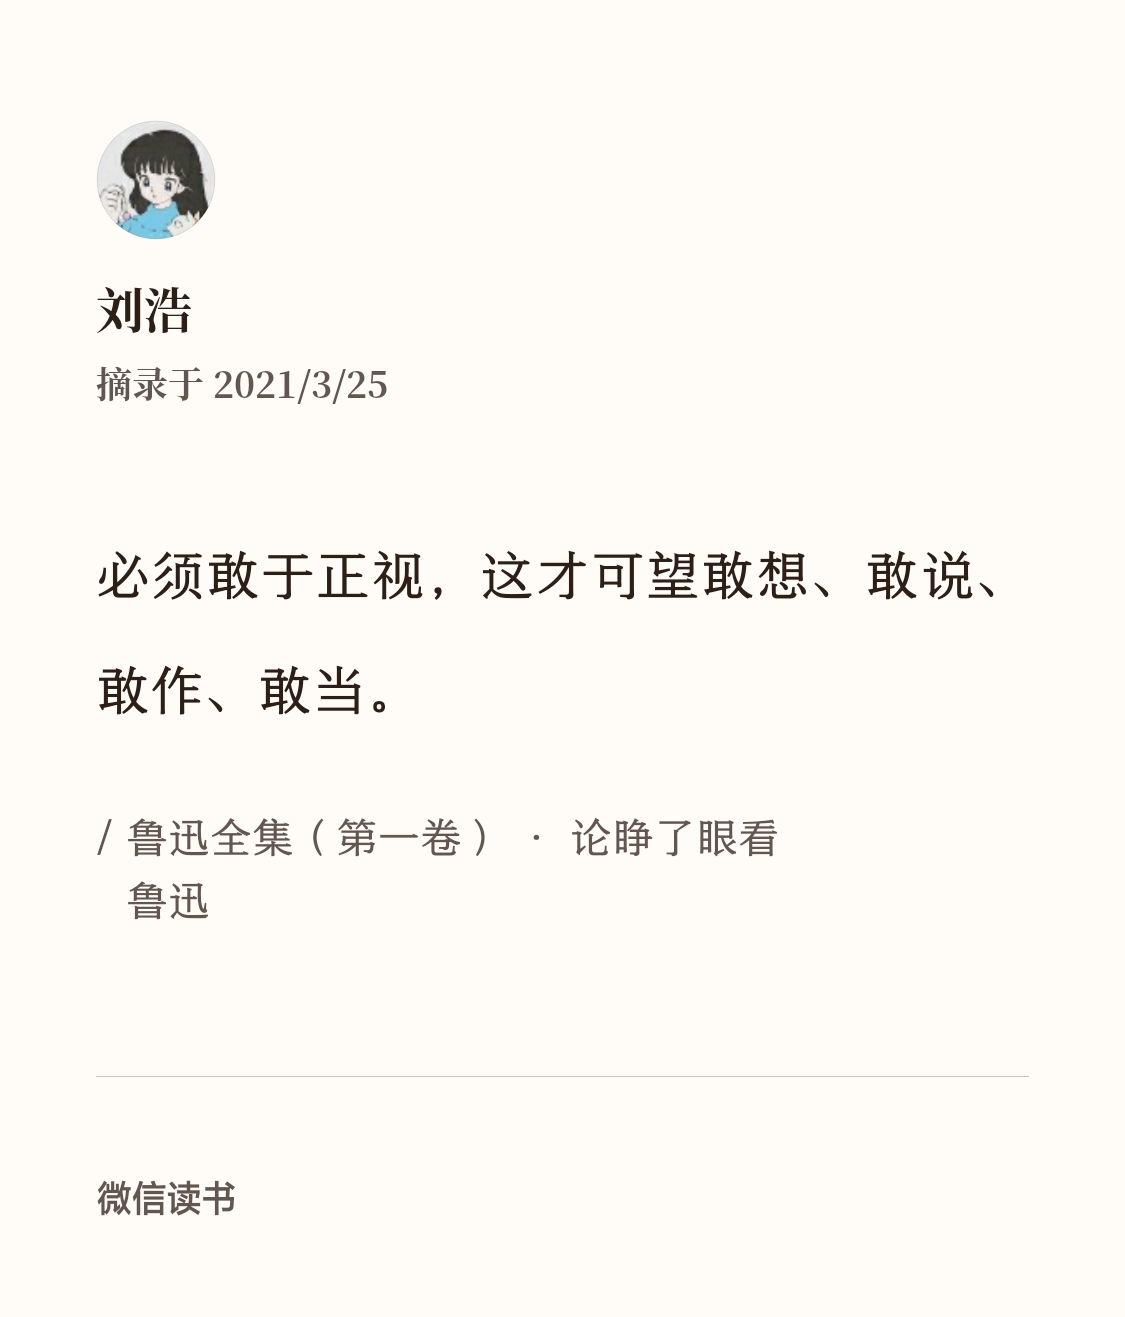 刘浩
摘录于 2021/3/25
必须敢于正视，这才可望敢想、敢说、
敢作、敢当。
/ 鲁迅全集（第一卷） · 论睁了眼看
鲁迅
微信读书